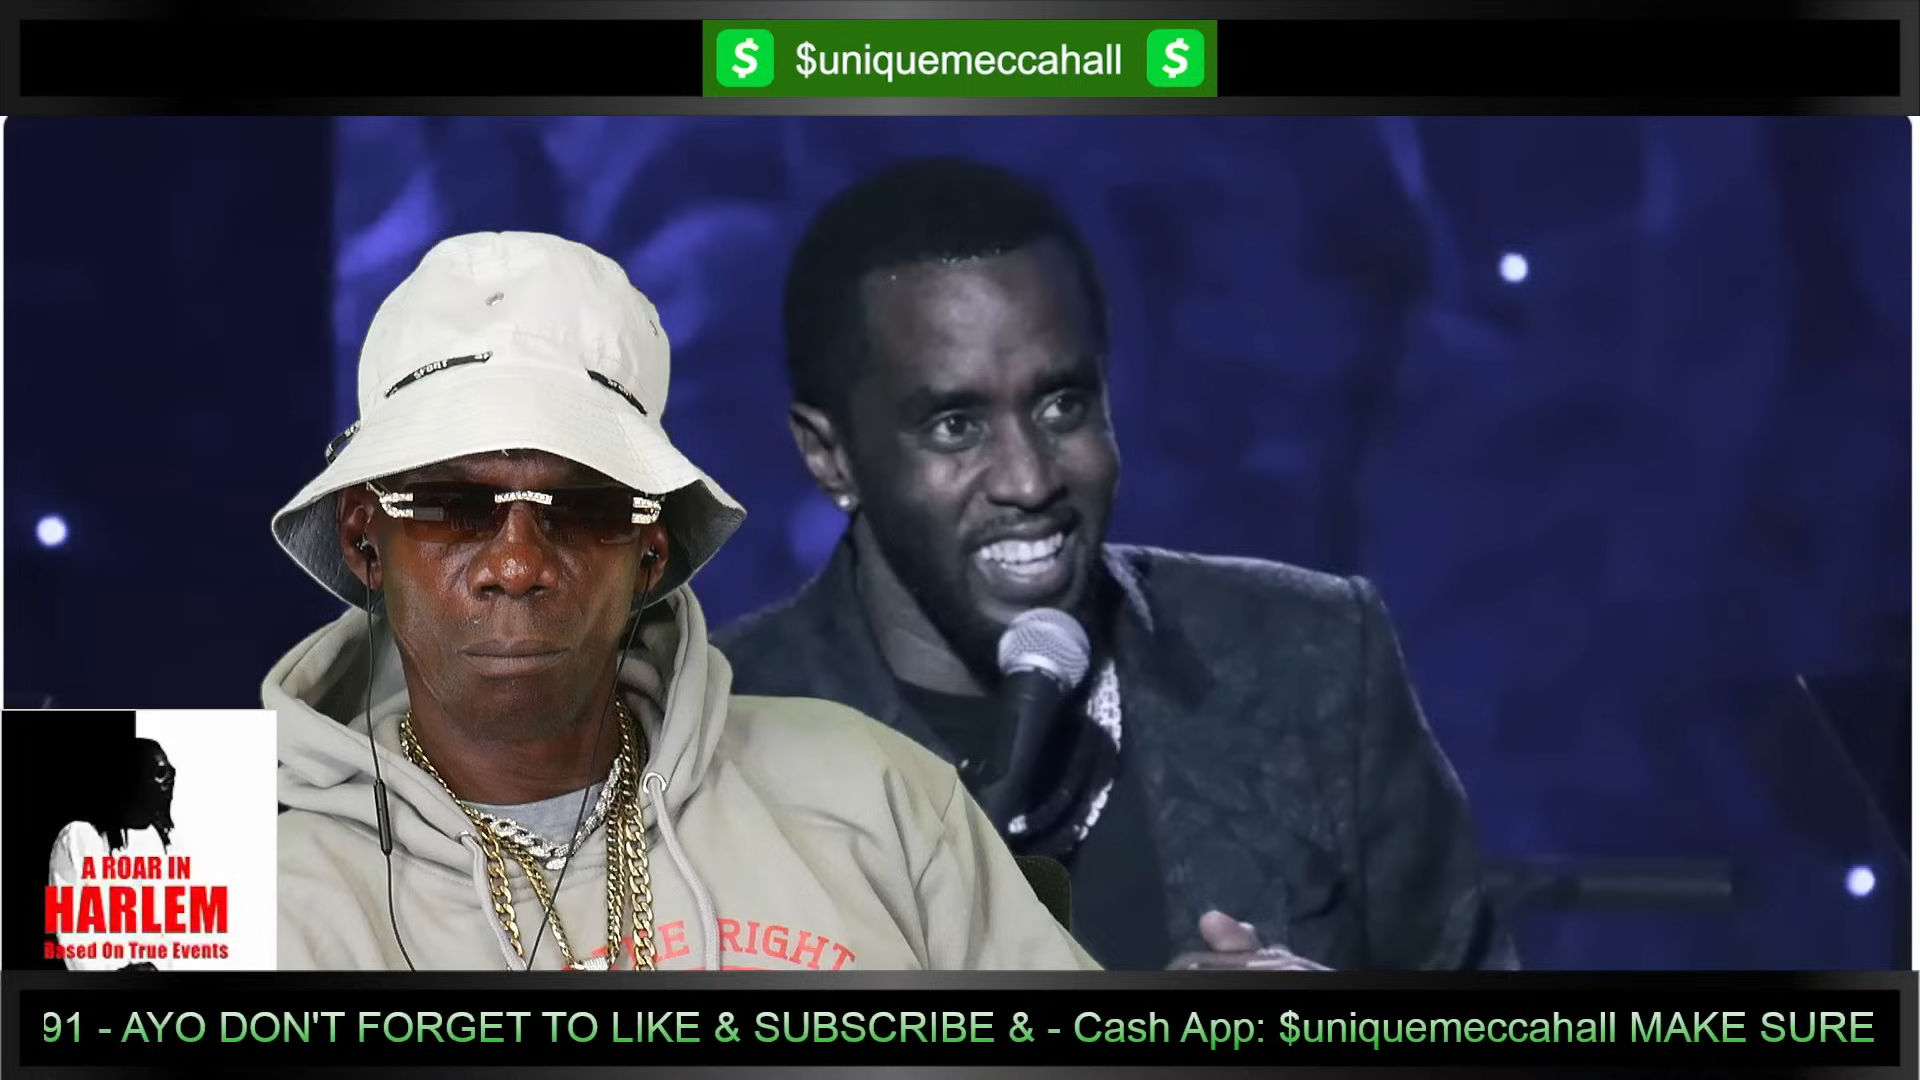 $uniquemeccahall
SPORT
A ROAR IN
HARLEM
Based On True Events
RIGHT
91 - AYO DON'T FORGET TO LIKE & SUBSCRIBE & - Cash App: $uniquemeccahall MAKE SURE